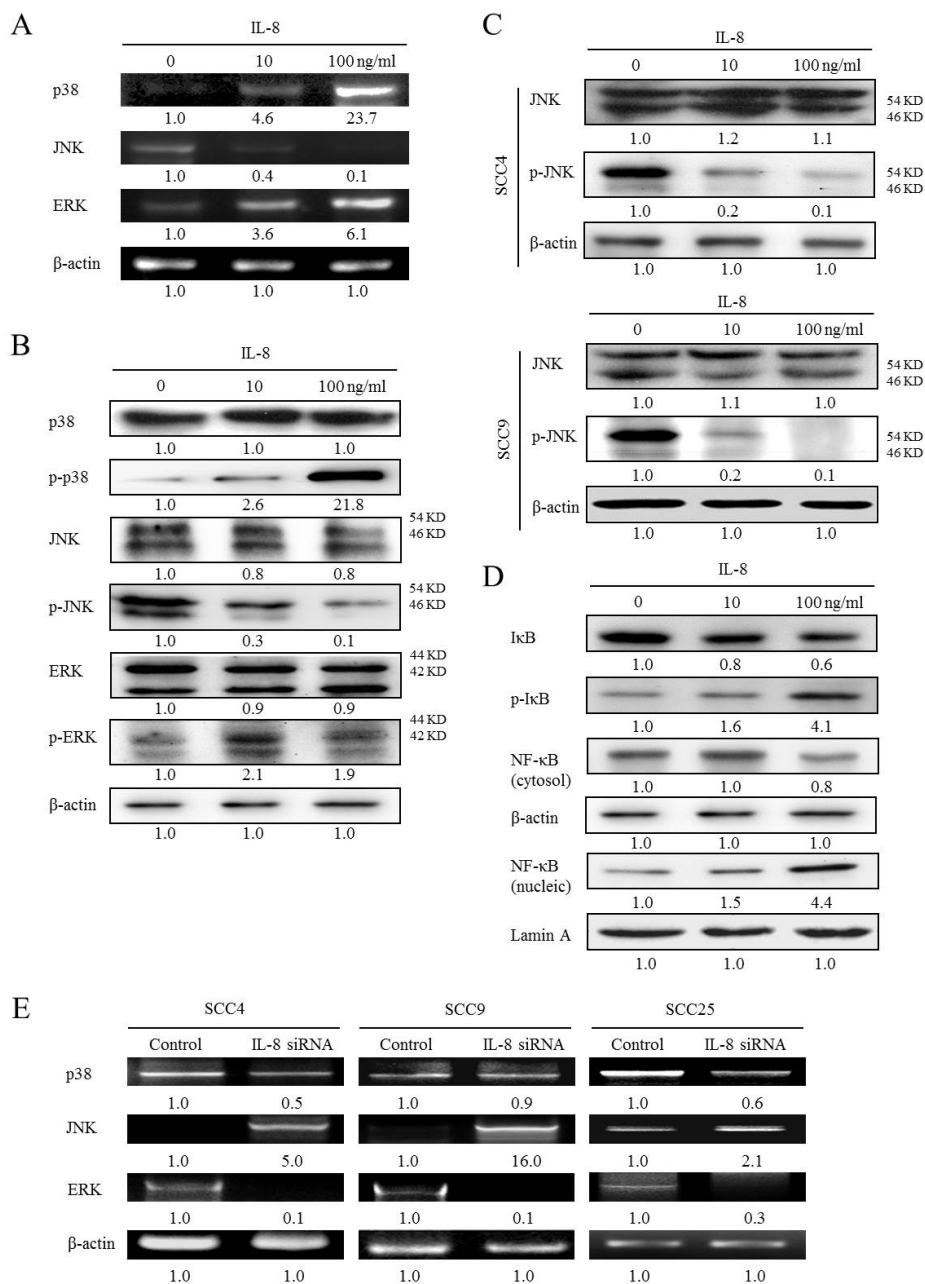 A
IL-8
0 10 100 ng/ml
p38
1.0 4.6 23.7
JNK
1.0 0.4 0.1
ERK
1.0 3.6 6.1
β-actin
1.0 1.0 1.0
B
IL-8
0 10 100 ng/ml
p38
1.0 1.0 1.0
p-p38
1.0 2.6 21.8
54 KD
JNK 46 KD
1.0 0.8 0.8
54 KD
p-JNK 46 KD
1.0 0.3 0.1
44 KD
ERK 42 KD
1.0 0.9 0.9
44 KD
p-ERK 42 KD
1.0 2.1 1.9
β-actin
1.0 1.0 1.0
C
IL-8
0 10 100 ng/ml
SCC4
JNK
54 KD
46 KD
1.0 1.2 1.1
p-JNK 54 KD
46 KD
1.0 0.2 0.1
β-actin
1.0 1.0 1.0
IL-8
0 10 100 ng/ml
SCC9
JNK 54 KD
46 KD
1.0 1.1 1.0
p-JNK 54 KD
46 KD
1.0 0.2 0.1
β-actin
1.0 1.0 1.0
D
IL-8
0 10 100 ng/ml
IκB
1.0 0.8 0.6
p-IκB
1.0 1.6 4.1
NF-κB
(cytosol)
1.0 1.0 0.8
β-actin
1.0 1.0 1.0
NF-κB
(nucleic)
1.0 1.5 4.4
Lamin A
1.0 1.0 1.0
E
SCC4 SCC9 SCC25
Control IL-8 siRNA Control IL-8 siRNA Control IL-8 siRNA
p38
1.0 0.5 1.0 0.9 1.0 0.6
JNK
1.0 5.0 1.0 16.0 1.0 2.1
ERK
1.0 0.1 1.0 0.1 1.0 0.3
β-actin
1.0 1.0 1.0 1.0 1.0 1.0